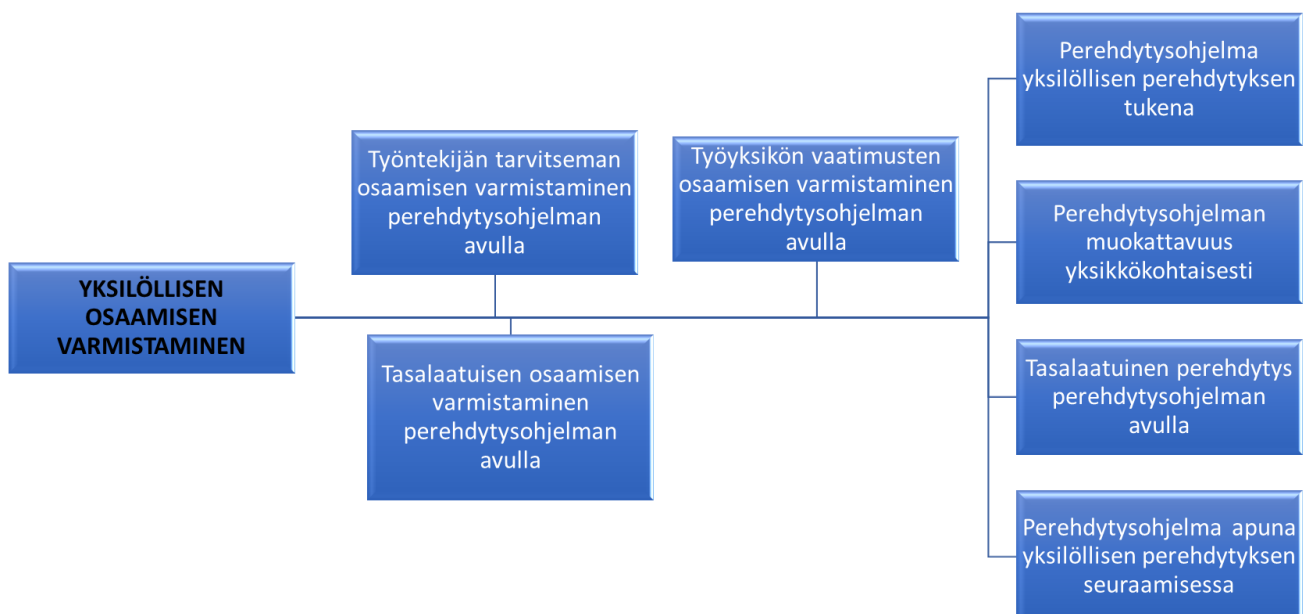 YKSILÖLLISEN
OSAAMISEN
VARMISTAMINEN
Työntekijän tarvitseman
osaamisen varmistaminen
perehdytysohjelman
avulla
Tasalaatuisen osaamisen
varmistaminen
perehdytysohjelman
avulla
Työyksikön vaatimusten
osaamisen varmistaminen
perehdytysohjelman
avulla
Perehdytysohjelma
yksilöllisen perehdytyksen
tukena
Perehdytysohjelman
muokattavuus
yksikkökohtaisesti
Tasalaatuinen perehdytys
perehdytysohjelman
avulla
Perehdytysohjelma apuna
yksilöllisen perehdytyksen
seuraamisessa